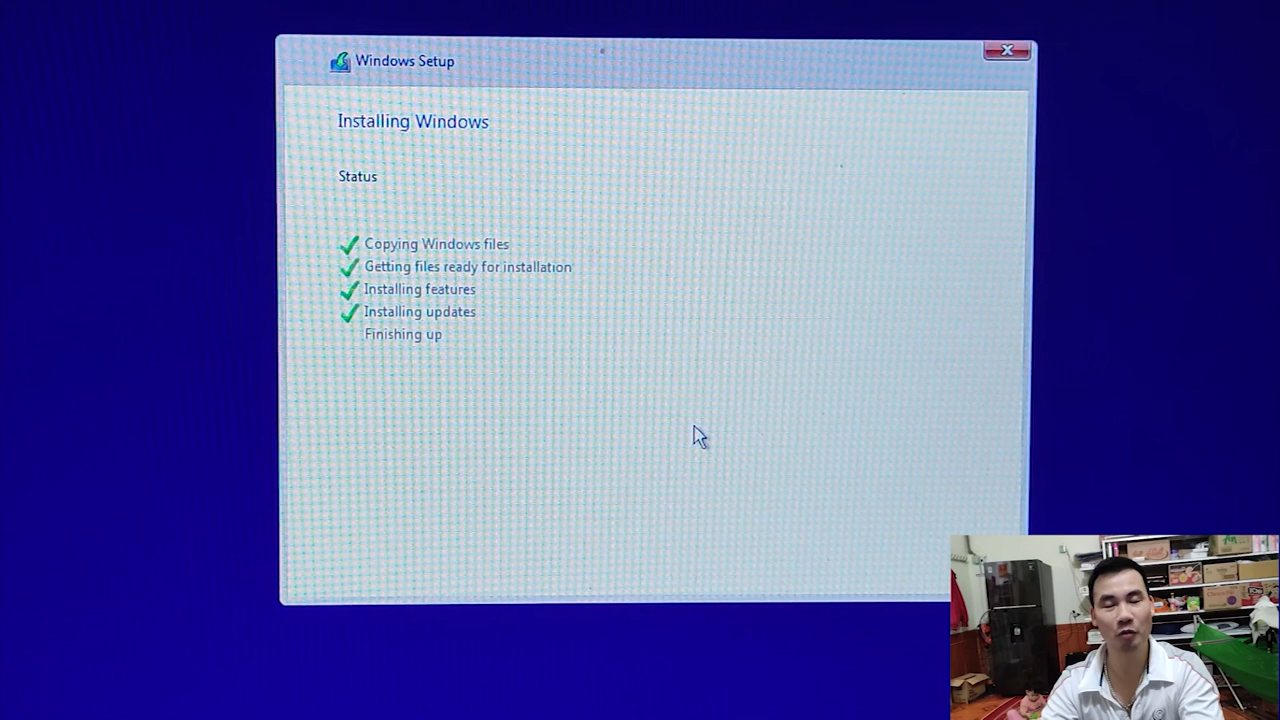 Windows Setup
Installing Windows
Status
Copying Windows files
Getting files ready for installation
Installing features
Installing updates
Finishing up